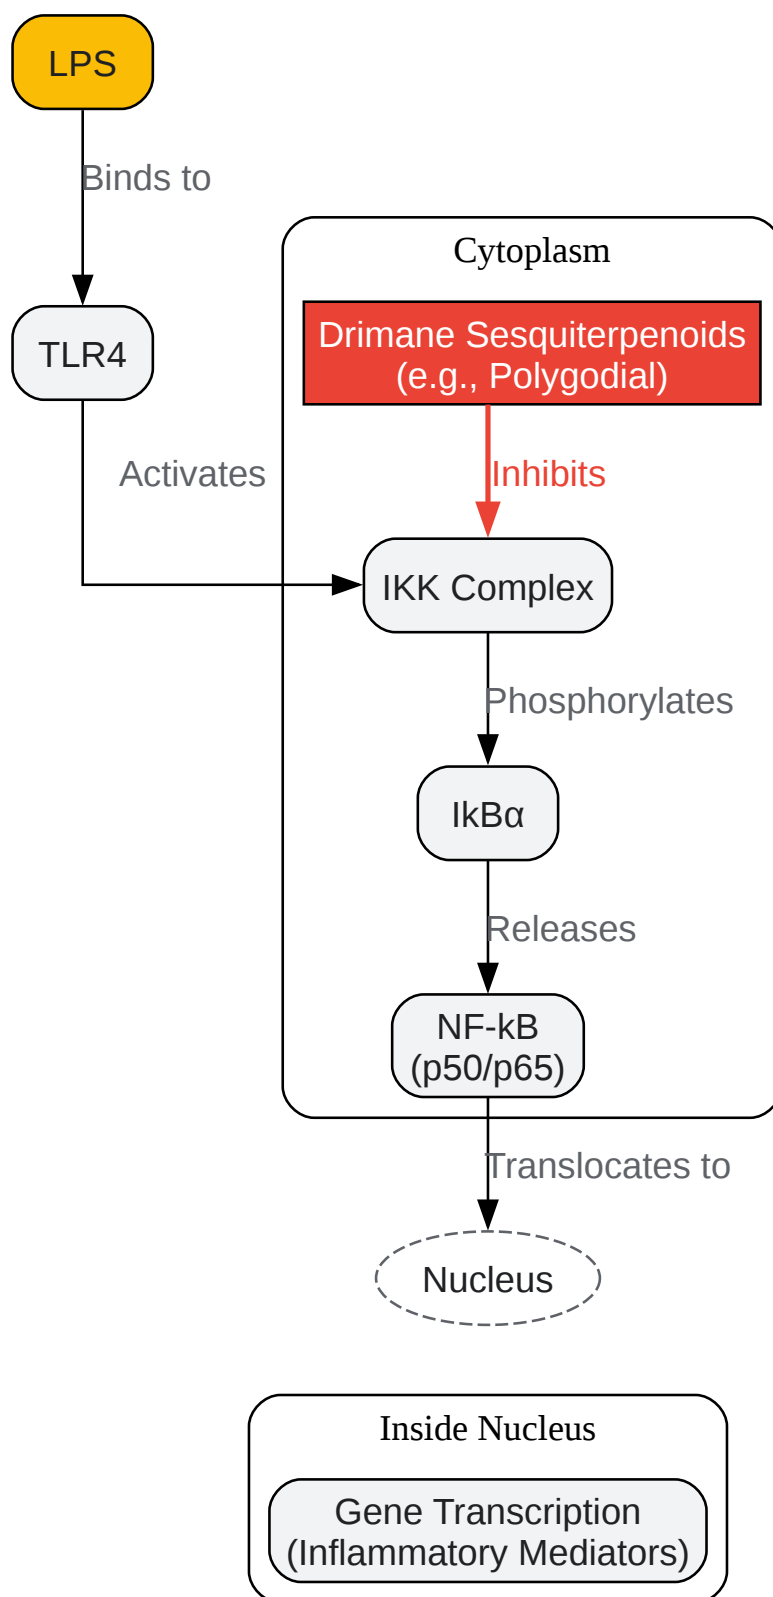 LPS
Binds to
Cytoplasm
Drimane Sesquiterpenoids
(e.g., Polygodial)
TLR4
Activates
Inhibits
IKK Complex
Phosphorylates
IkBα
Releases
NF-kB
(p50/p65)
Translocates to
Nucleus
Inside Nucleus
Gene Transcription
(Inflammatory Mediators)